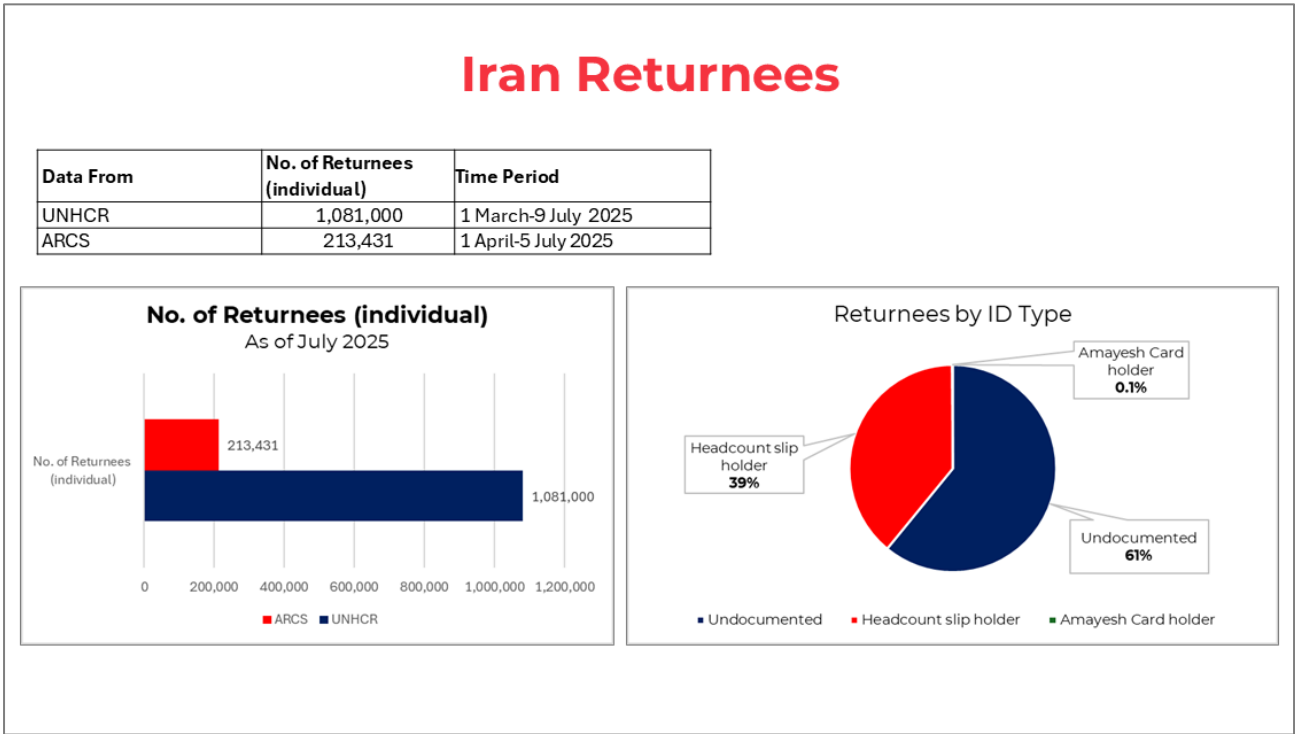 Iran Returnees
Data From
No. of Returnees
(individual)
Time Period
UNHCR 1,081,000 1 March-9 July 2025
ARCS 213,431 1 April-5 July 2025
No. of Returnees (individual)
As of July 2025
No. of Returnees
(individual)
213,431
1,081,000
0 200,000 400,000 600,000 800,000 1,000,000 1,200,000
ARCS UNHCR
Returnees by ID Type
Amayesh Card
holder
0.1%
Headcount slip
holder
39%
Undocumented
61%
Undocumented Headcount slip holder Amayesh Card holder